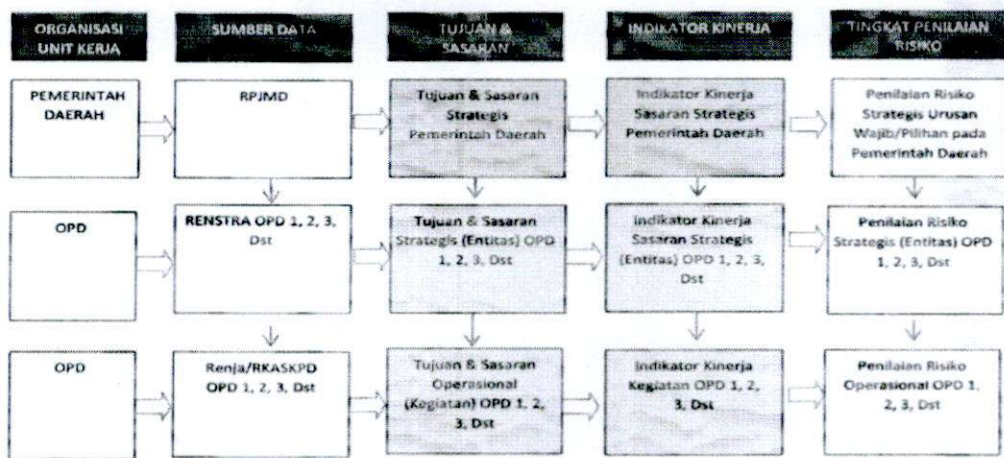 ORGANISASI
UNIT KERJA
SUMBER DATA
TUJUAN &
SASARAN
INDIKATOR KINERJA
TINGKAT PENILAIAN
RISIKO
PEMERINTAH
DAERAH
RPJMD
Tujuan & Sasaran
Strategis
Pemerintah Daerah
Indikator Kinerja
Sasaran Strategis
Pemerintah Daerah
Penilaian Risiko
Strategis Urusan
Wajib/Pilihan pada
Pemerintah Daerah
OPD
RENSTRA OPD 1, 2, 3,
Dst
Tujuan & Sasaran
Strategis (Entitas) OPD
1, 2, 3, Dst
Indikator Kinerja
Sasaran Strategis
(Entitas) OPD 1, 2, 3,
Dst
Penilaian Risiko
Strategis (Entitas) OPD
1, 2, 3, Dst
OPD
Renja/RKASKPD
OPD 1, 2, 3, Dst
Tujuan & Sasaran
Operasional
(Kegiatan) OPD 1, 2,
3, Dst
Indikator Kinerja
Kegiatan OPD 1, 2,
3, Dst
Penilaian Risiko
Operasional OPD 1,
2, 3, Dst